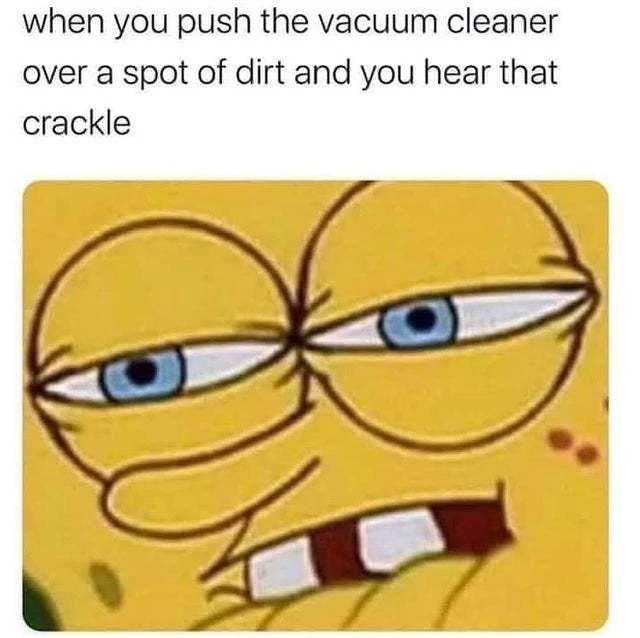 when you push the vacuum cleaner
over a spot of dirt and you hear that
crackle